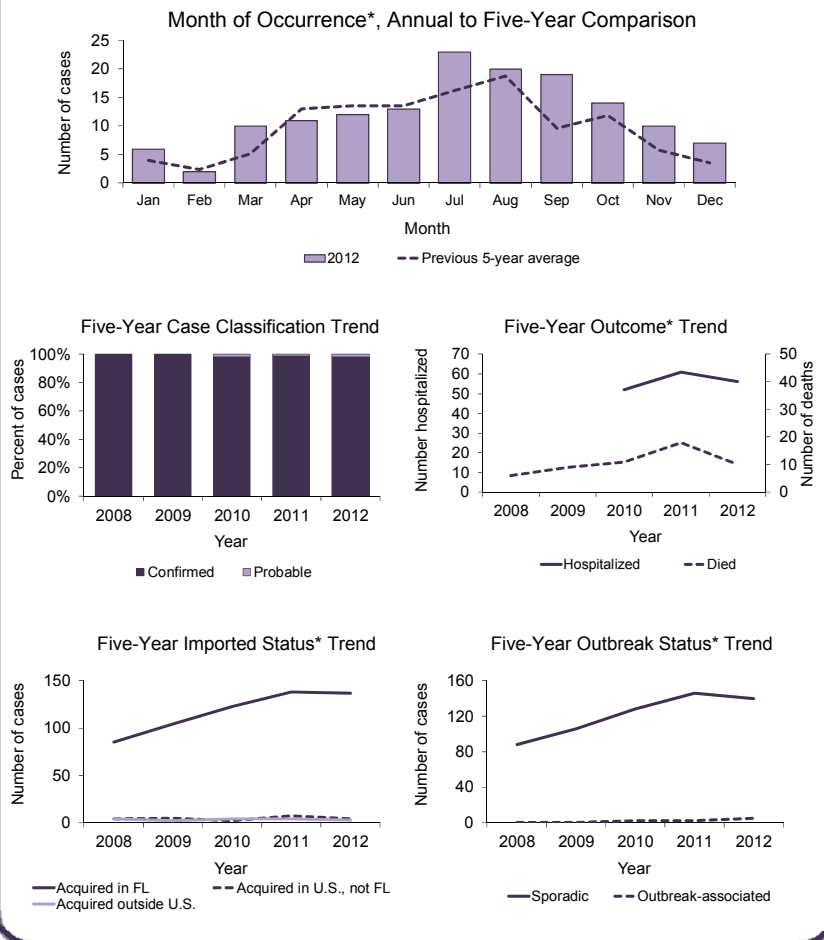 Month of Occurrence*, Annual to Five-Year Comparison
Number of cases
25
20
15
10
5
0
Jan Feb Mar Apr May Jun Jul Aug Sep Oct Nov Dec
Month
2012 Previous 5-year average
Five-Year Case Classification Trend
Percent of cases
100%
80%
60%
40%
20%
0%
2008 2009 2010 2011 2012
Year
Confirmed Probable
Five-Year Outcome* Trend
Number hospitalized
70
60
50
40
30
20
10
0
Number of deaths
50
40
30
20
10
0
2008 2009 2010 2011 2012
Year
Hospitalized Died
Five-Year Imported Status* Trend
Number of cases
150
100
50
0
2008 2009 2010 2011 2012
Year
Acquired in FL Acquired in U.S., not FL
Acquired outside U.S.
Five-Year Outbreak Status* Trend
Number of cases
160
120
80
40
0
2008 2009 2010 2011 2012
Year
Sporadic Outbreak-associated